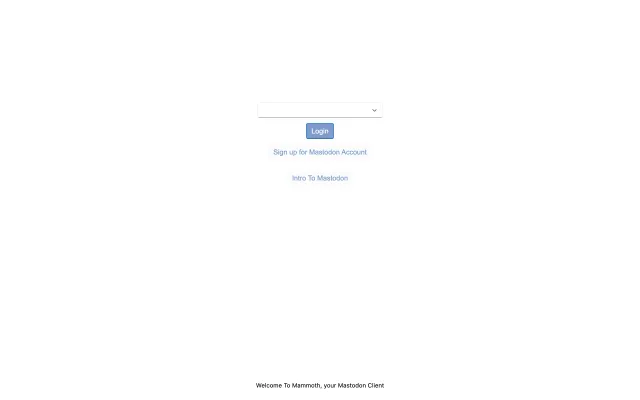 Login
Sign up for Mastodon Account
Intro To Mastodon
Welcome To Mammoth, your Mastodon Client